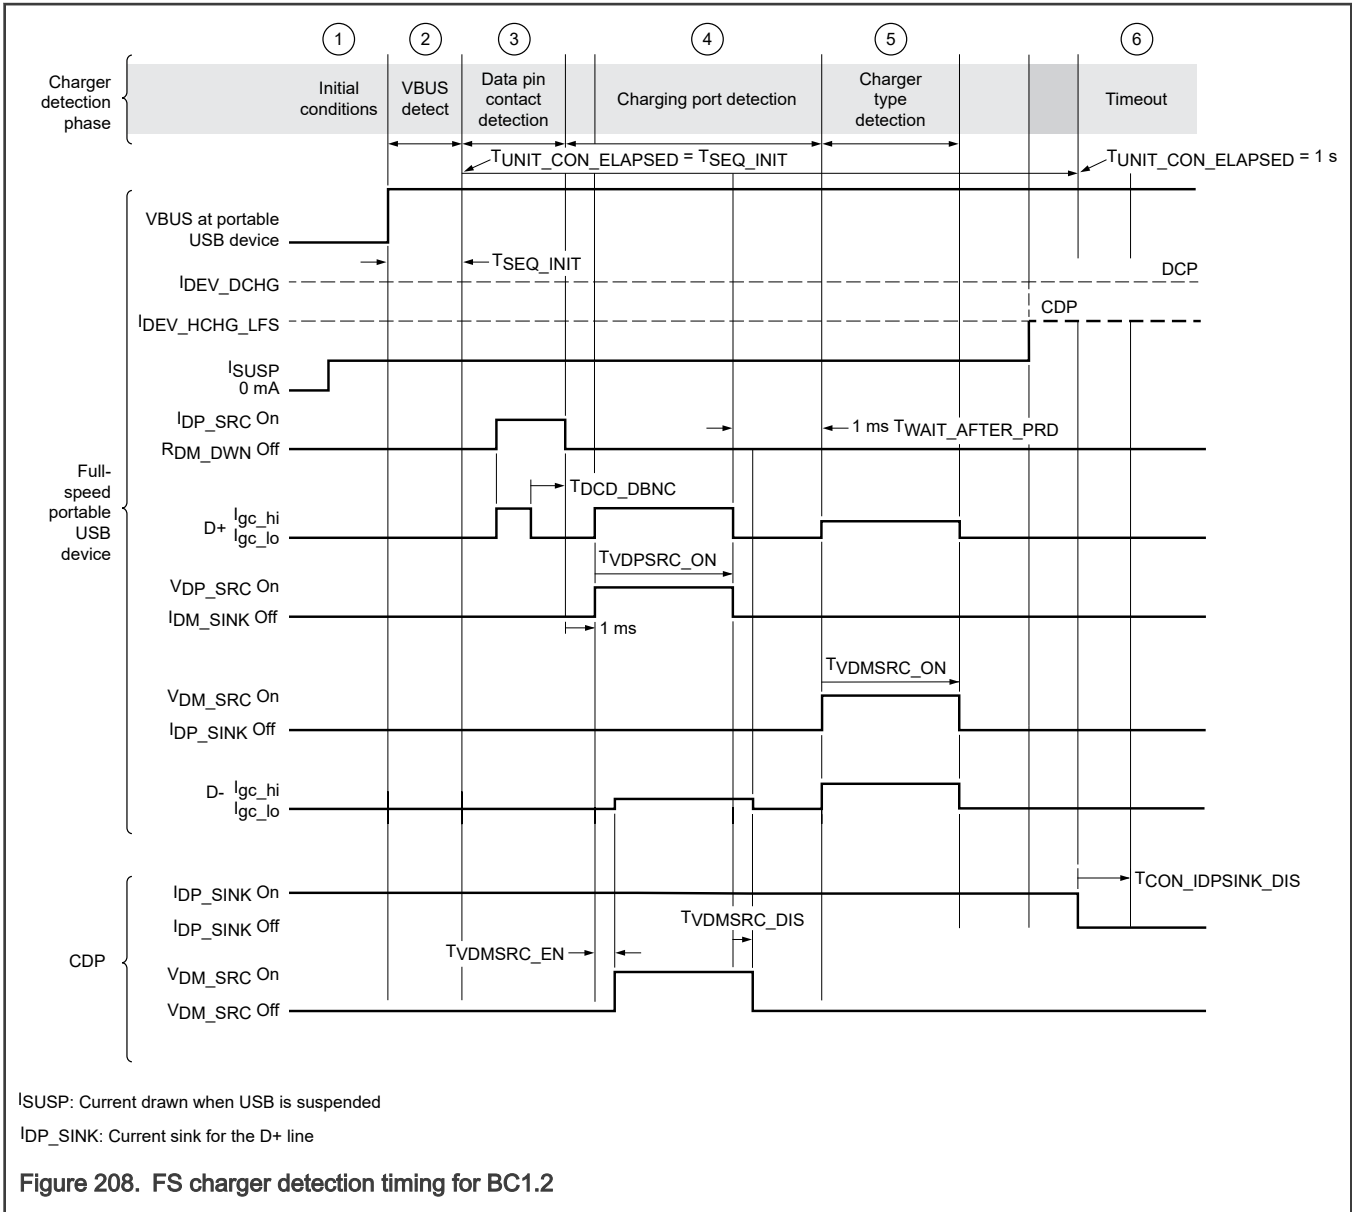 1
2
3
4
5
6
Charger
detection
phase
Initial
conditions
VBUS
detect
Data pin
contact
detection
Charging port detection
Charger
type
detection
Timeout
TUNIT_CON_ELAPSED = TSEQ_INIT
TUNIT_CON_ELAPSED = 1 s
VBUS at portable
USB device
TSEQ_INIT
DCP
IDEV_DCHG
CDP
IDEV_HCHG_LFS
ISUSP
0 mA
IDP_SRC On
1 ms TWAIT_AFTER_PRD
RDM_DWN Off
Full-
speed
portable
USB
device
TDCD_DBNC
D+ Igc_hi
Igc_lo
TVDPSRC_ON
VDP_SRC On
IDM_SINK Off
1 ms
TVDMSRC_ON
VDM_SRC On
IDP_SINK Off
D- Igc_hi
Igc_lo
IDP_SINK On
TCON_IDPSINK_DIS
IDP_SINK Off
TVDMSRC_DIS
TVDMSRC_EN
CDP
VDM_SRC On
VDM_SRC Off
ISUSP: Current drawn when USB is suspended
IDP_SINK: Current sink for the D+ line
Figure 208. FS charger detection timing for BC1.2